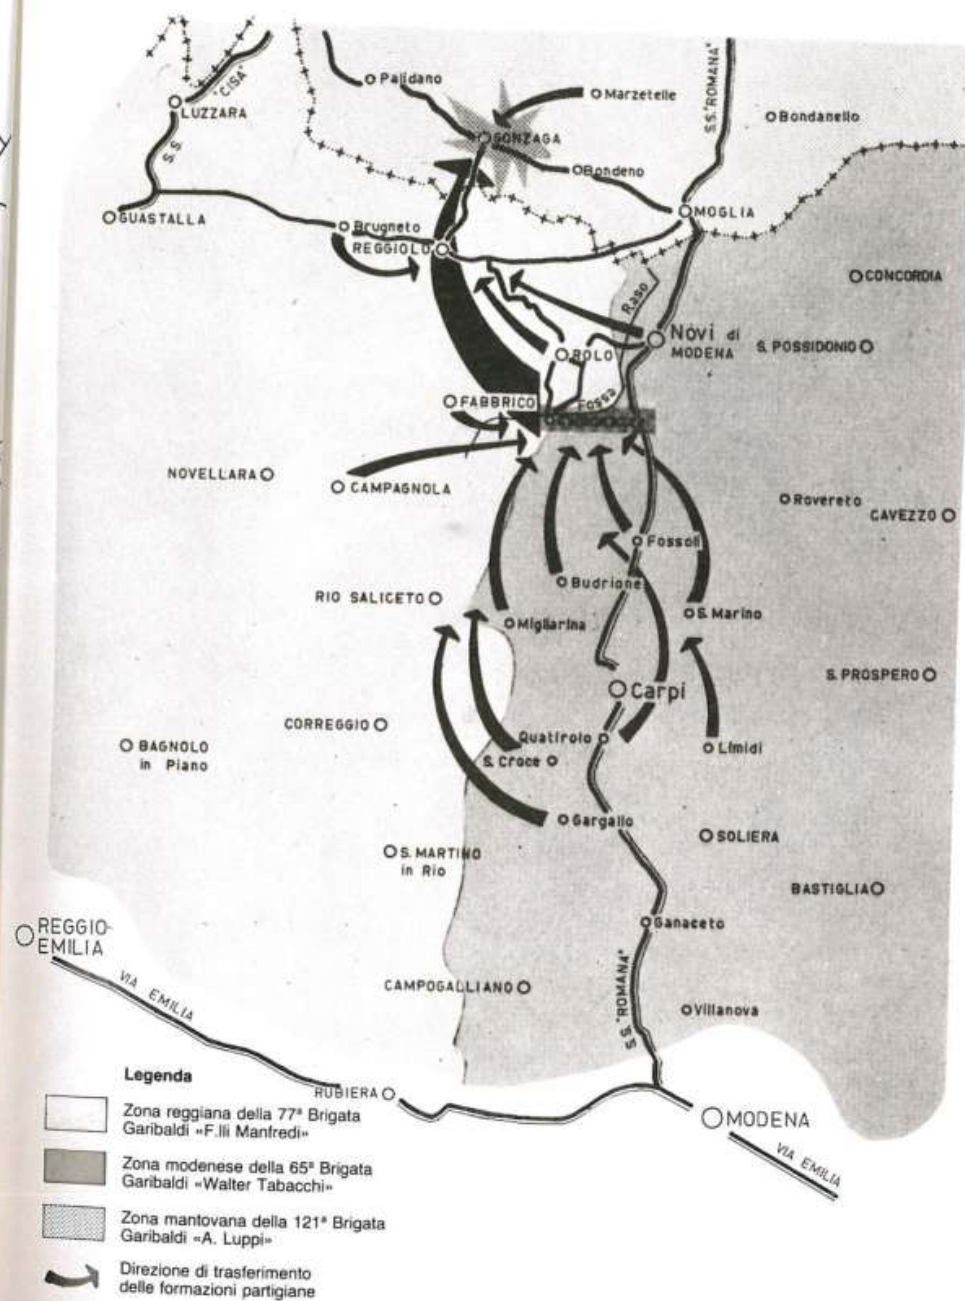 Palidano
Marzetelle
S.S."ROMANA"
"CISA"
LUZZARA
S S
Bondanello
GONZAGA
Bondeno
GUASTALLA
Brugneto
MOGLIA
REGGIOLO
CONCORDIA
Raso
Novi di
MODENA
S. POSSIDONIO
ROLO
FABBRICO
Fossa
NOVELLARA
CAMPAGNOLA
Rovereto
CAVEZZO
Fossoli
Budrione
RIO SALICETO
S. Marino
Migliarina
S. PROSPERO
Carpi
CORREGGIO
Quatirolo
Limidi
BAGNOLO
in Piano
S. Croce
Gargallo
SOLIERA
S. MARTINO
in Rio
BASTIGLIA
REGGIO-
EMILIA
Ganaceto
VIA EMILIA
CAMPOGALLIANO
S S "ROMANA"
Villanova
RUBIERA
MODENA
VIA EMILIA
Legenda
Zona reggiana della 77ª Brigata
Garibaldi «F.lli Manfredi»
Zona modenese della 65ª Brigata
Garibaldi «Walter Tabacchi»
Zona mantovana della 121ª Brigata
Garibaldi «A. Luppi»
Direzione di trasferimento
delle formazioni partigiane